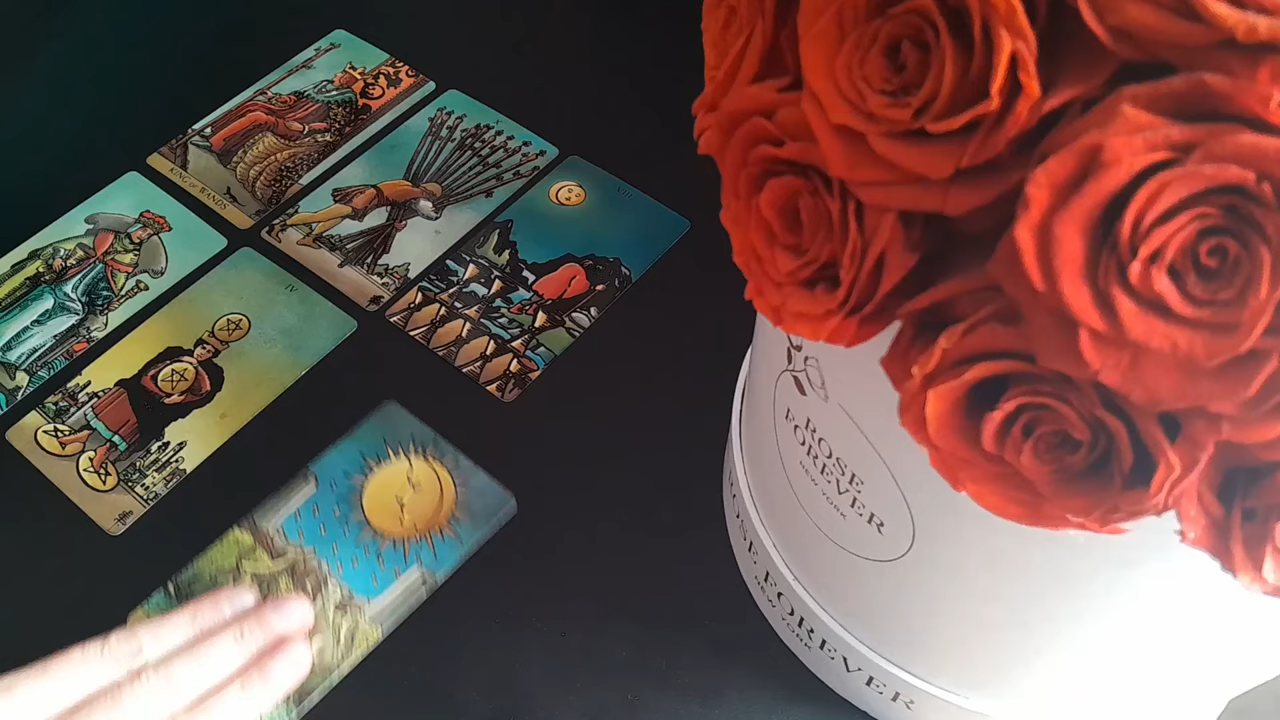 KING of WANDS
X
VIII
IV
ROSE
FOREVER
NEW YORK
ROSE FOREVER
NEW YORK